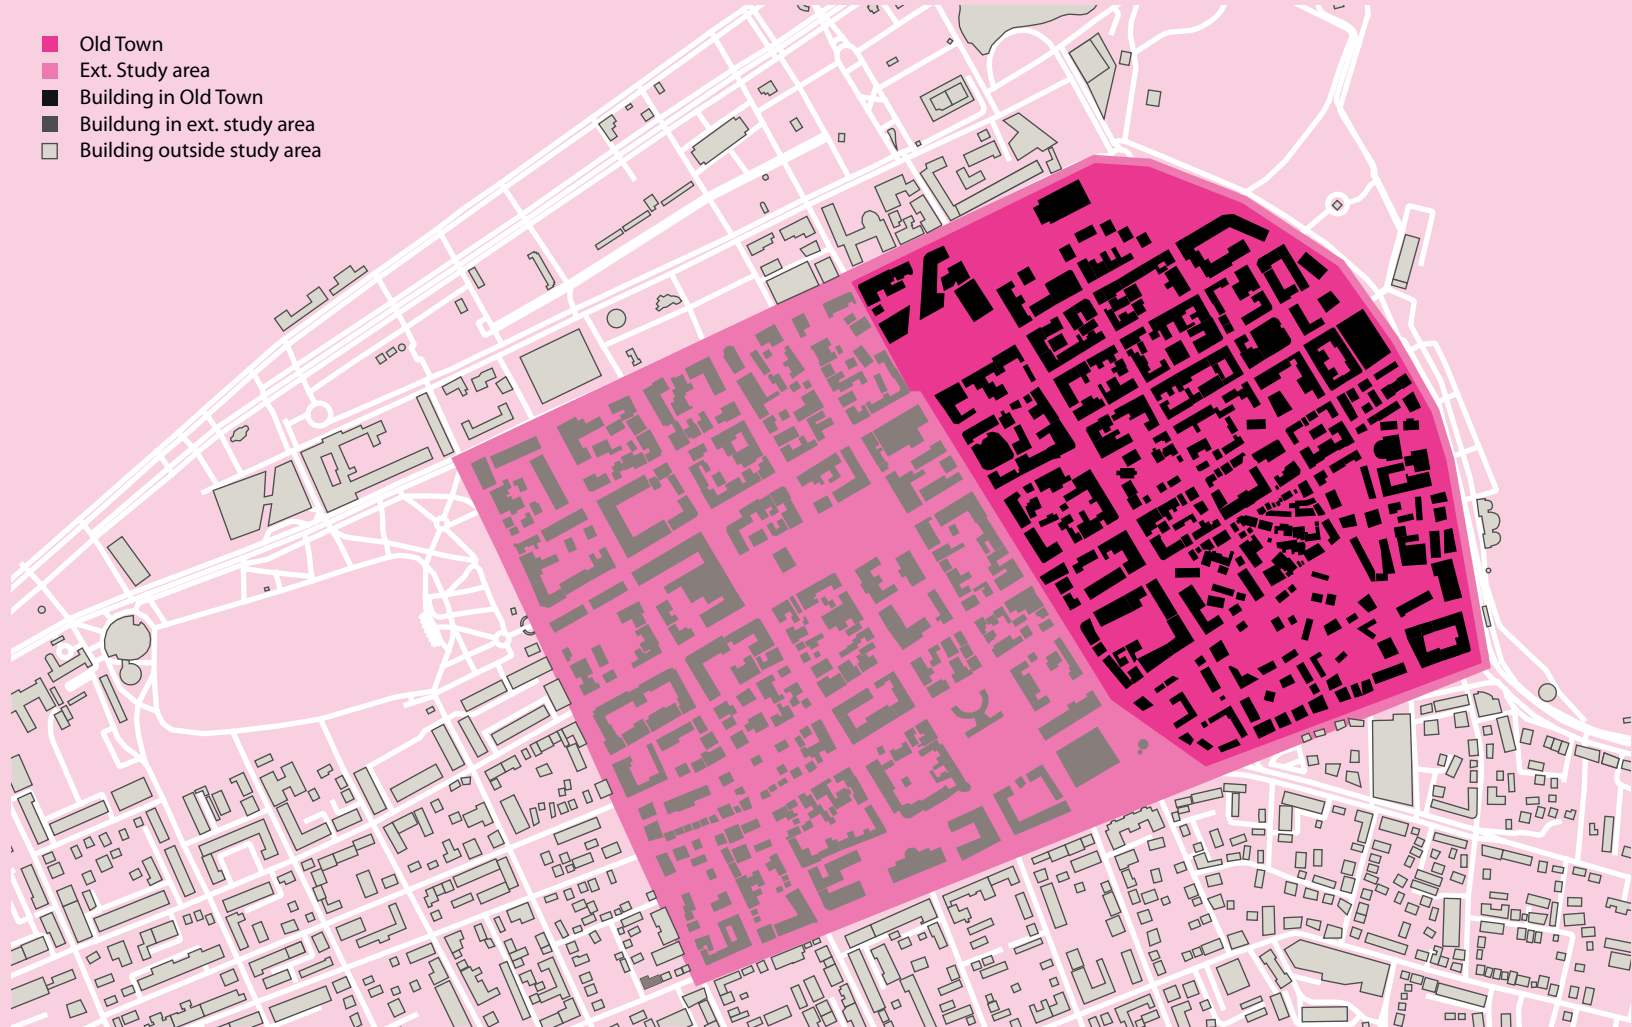 Old Town
Ext. Study area
Building in Old Town
Buildung in ext. study area
Building outside study area